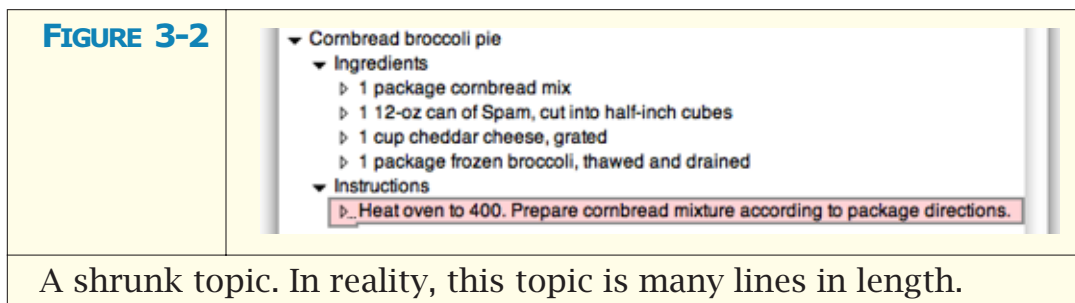 FIGURE 3-2
Cornbread broccoli pie
Ingredients
1 package cornbread mix
1 12-oz can of Spam, cut into half-inch cubes
1 cup cheddar cheese, grated
1 package frozen broccoli, thawed and drained
Instructions
Heat oven to 400. Prepare cornbread mixture according to package directions.
A shrunk topic. In reality, this topic is many lines in length.